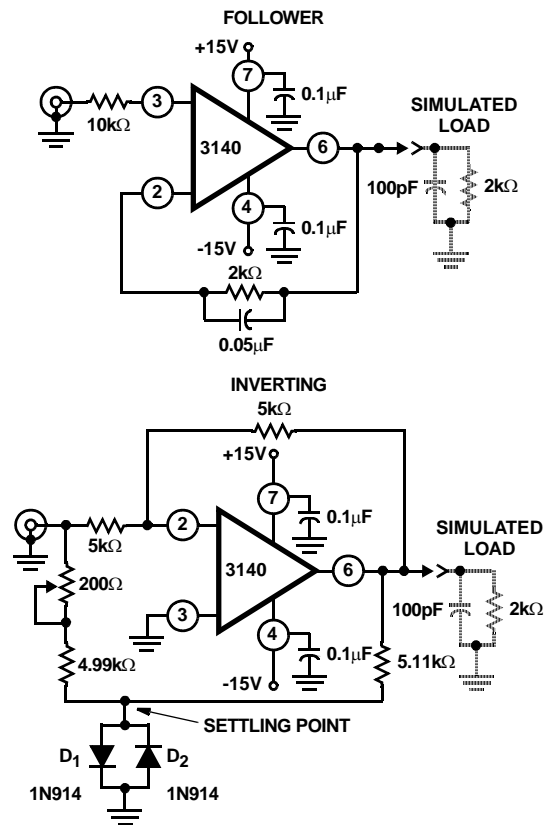 FOLLOWER
+15V
7
0.1μF
3
10kΩ
3140
6
SIMULATED
LOAD
100pF
2kΩ
2
4
0.1μF
-15V
2kΩ
0.05μF
INVERTING
5kΩ
+15V
7
0.1μF
5kΩ
2
200Ω
3140
6
SIMULATED
LOAD
100pF
2kΩ
3
4
0.1μF
4.99kΩ
5.11kΩ
-15V
SETTLING POINT
D1
D2
1N914
1N914